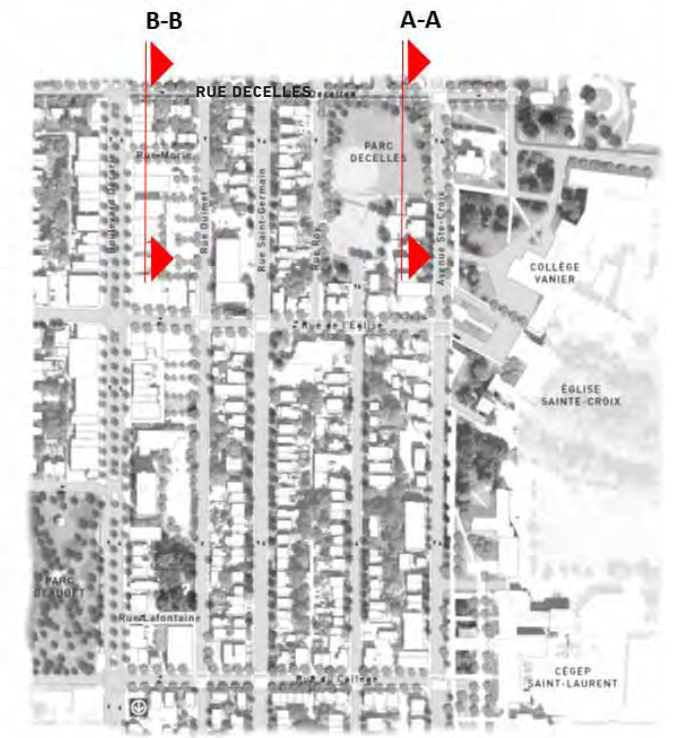 B-B
A-A
RUE DECELLES
Decelles
Rue Morin
PARC
DECELLES
Boulevard Décarie
Rue Ouimet
Rue Saint-Germain
Rue Roy
Avenue Ste-Croix
COLLÈGE
VANIER
Rue de l'Église
ÉGLISE
SAINTE-CROIX
PARC
BEAUDET
Rue Lafontaine
Rue du Collège
CÉGEP
SAINT-LAURENT